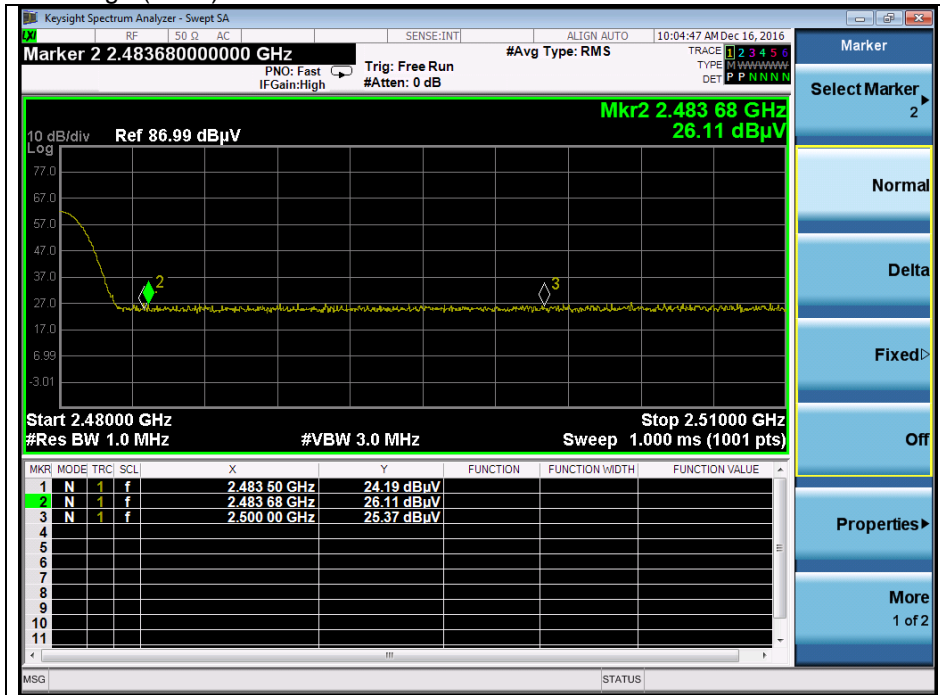 Keysight Spectrum Analyzer - Swept SA
LXI RF 50 Ω AC SENSE:INT ALIGN AUTO 10:04:47 AM Dec 16, 2016
Marker 2 2.483680000000 GHz
PNO: Fast
IFGain:High
Trig: Free Run
#Atten: 0 dB
#Avg Type: RMS
TRACE 1 2 3 4 5 6
TYPE M W W W W W
DET P P N N N N
Mkr2 2.483 68 GHz
26.11 dBµV
10 dB/div Ref 86.99 dBµV
Log
77.0
67.0
57.0
47.0
37.0
27.0
17.0
6.99
-3.01
2
3
Start 2.48000 GHz Stop 2.51000 GHz
#Res BW 1.0 MHz #VBW 3.0 MHz Sweep 1.000 ms (1001 pts)
MKR MODE TRC SCL X Y FUNCTION FUNCTION WIDTH FUNCTION VALUE
1 N 1 f 2.483 50 GHz 24.19 dBµV
2 N 1 f 2.483 68 GHz 26.11 dBµV
3 N 1 f 2.500 00 GHz 25.37 dBµV
4
5
6
7
8
9
10
11
MSG STATUS
Marker
Select Marker
2
Normal
Delta
Fixed
Off
Properties
More
1 of 2